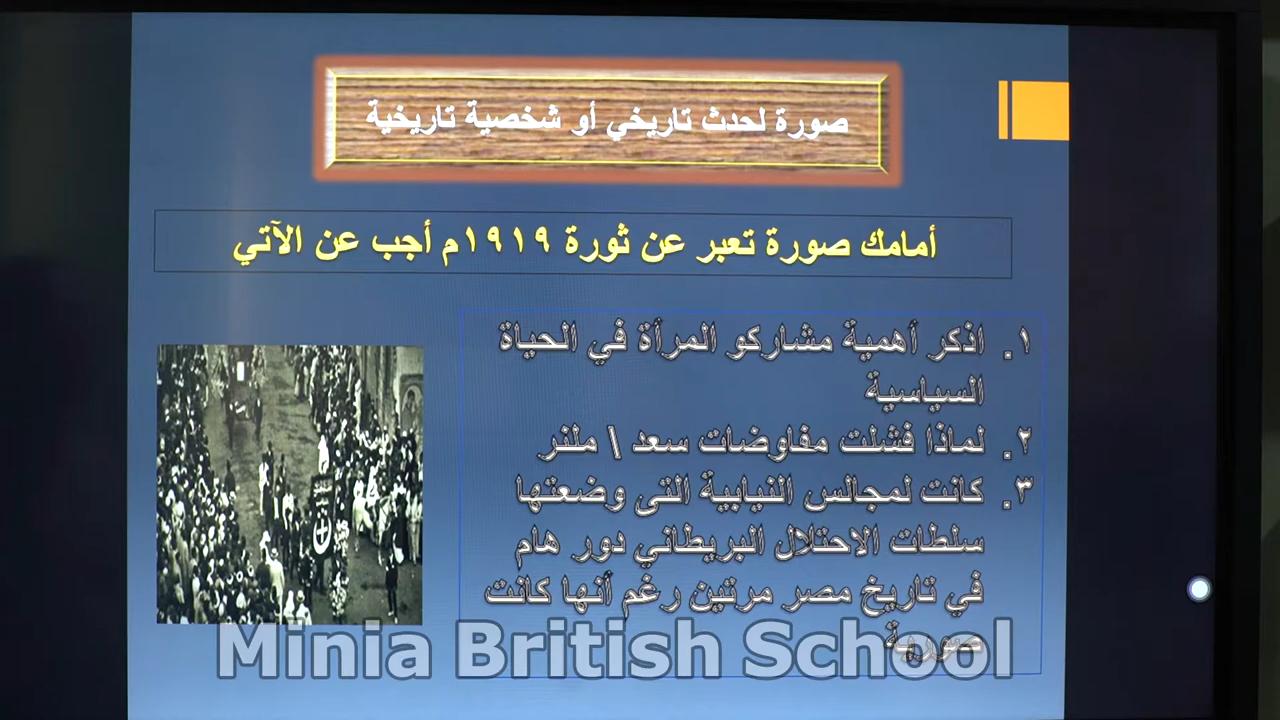 صورة لحدث تاريخي أو شخصية تاريخية
أمامك صورة تعبر عن ثورة ١٩١٩م أجب عن الآتي
١. اذكر أهمية مشاركو المرأة في الحياة
السياسية
٢. لماذا فشلت مفاوضات سعد \ ملنر
٣. كانت لمجالس النيابية التى وضعتها
سلطات الاحتلال البريطاني دور هام
في تاريخ مصر مرتين رغم أنها كانت
صورية
Minia British School